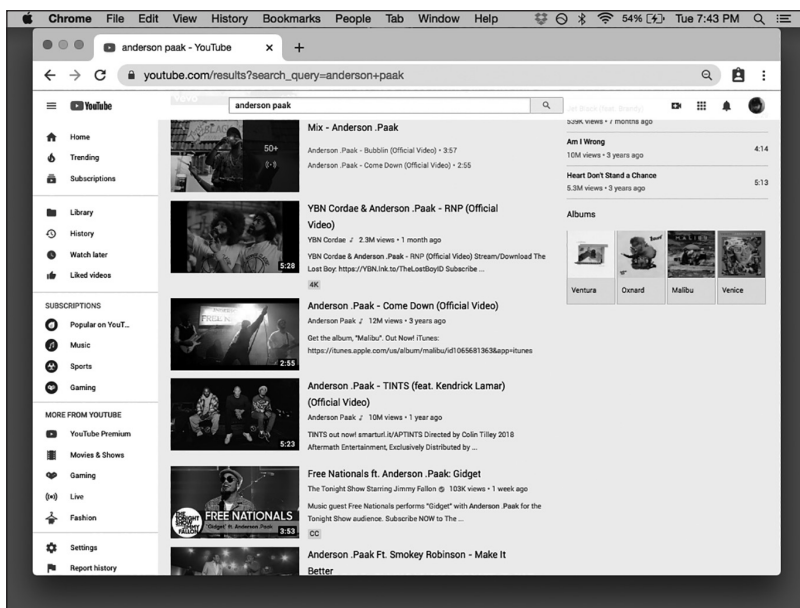 Chrome File Edit View History Bookmarks People Tab Window Help 54% Tue 7:43 PM
anderson paak - YouTube
youtube.com/results?search_query=anderson+paak
YouTube
anderson paak
Home
Trending
Subscriptions
Library
History
Watch later
Liked videos
SUBSCRIPTIONS
Popular on YouT...
Music
Sports
Gaming
MORE FROM YOUTUBE
YouTube Premium
Movies & Shows
Gaming
Live
Fashion
Settings
Report history
50+
Mix - Anderson .Paak
Anderson .Paak - Bubblin (Official Video) • 3:57
Anderson .Paak - Come Down (Official Video) • 2:55
5:28
YBN Cordae & Anderson .Paak - RNP (Official
Video)
YBN Cordae ♪ 2.3M views • 1 month ago
YBN Cordae & Anderson .Paak - RNP (Official Video) Stream/Download The
Lost Boy: https://YBN.lnk.to/TheLostBoyID Subscribe ...
4K
FREE N
2:55
Anderson .Paak - Come Down (Official Video)
Anderson Paak ♪ 12M views • 3 years ago
Get the album, "Malibu". Out Now! iTunes:
https://itunes.apple.com/us/album/malibu/id1065681363&app=itunes
5:23
Anderson .Paak - TINTS (feat. Kendrick Lamar)
(Official Video)
Anderson Paak ♪ 10M views • 1 year ago
TINTS out now! smarturl.it/APTINTS Directed by Colin Tilley 2018
Aftermath Entertainment, Exclusively Distributed by ...
THE
TONIGHT
SHOW
JIMMY
FALLON
FREE NATIONALS
"Gidget" ft. Anderson .Paak
3:53
Free Nationals ft. Anderson .Paak: Gidget
The Tonight Show Starring Jimmy Fallon 103K views • 1 week ago
Music guest Free Nationals performs "Gidget" with Anderson .Paak for the
Tonight Show audience. Subscribe NOW to The ...
CC
Anderson .Paak Ft. Smokey Robinson - Make It
Better
539K views • 7 months ago
Am I Wrong
10M views • 3 years ago
4:14
Heart Don't Stand a Chance
5.3M views • 3 years ago
5:13
Albums
Ventura
Oxnard
Malibu
Venice